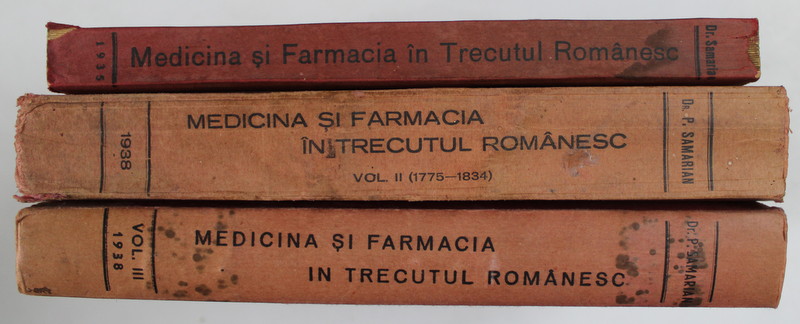 1935
Medicina și Farmacia în Trecutul Românesc
Dr. Samarian
1938
MEDICINA ȘI FARMACIA
ÎN TRECUTUL ROMÂNESC
VOL. II (1775—1834)
Dr. P. SAMARIAN
VOL. III
1938
MEDICINA ȘI FARMACIA
IN TRECUTUL ROMÂNESC
Dr. P. SAMARIAN